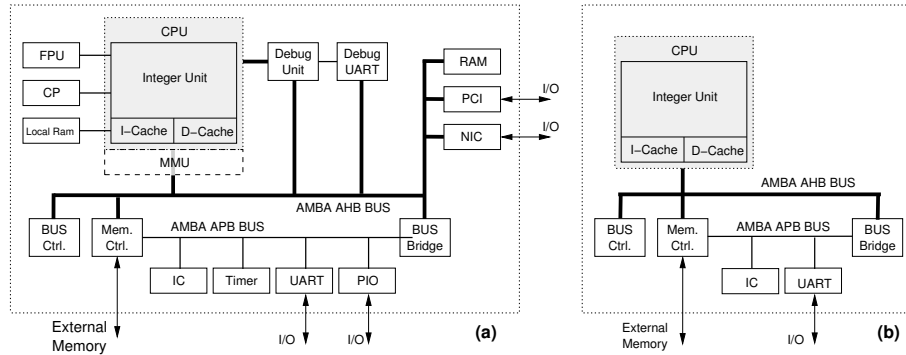 CPU
FPU
Integer Unit
CP
Local Ram
I-Cache
D-Cache
MMU
Debug
Unit
Debug
UART
RAM
PCI
I/O
NIC
I/O
AMBA AHB BUS
BUS
Ctrl.
Mem.
Ctrl.
AMBA APB BUS
BUS
Bridge
IC
Timer
UART
PIO
External
Memory
I/O
I/O
(a)
CPU
Integer Unit
I-Cache
D-Cache
AMBA AHB BUS
BUS
Ctrl.
Mem.
Ctrl.
AMBA APB BUS
BUS
Bridge
IC
UART
External
Memory
I/O
(b)